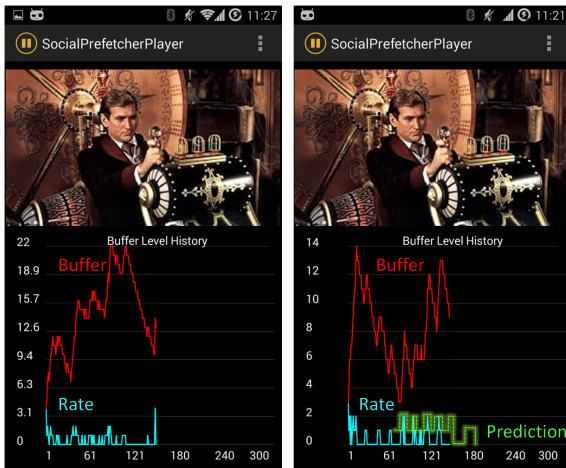 11:27
SocialPrefetcherPlayer
Buffer Level History
22
Buffer
18.9
15.7
12.6
9.4
6.3
Rate
3.1
0
1 61 120 180 240 300
11:21
SocialPrefetcherPlayer
Buffer Level History
14
Buffer
12
10
8
6
4
Rate
2
Prediction
0
1 61 120 180 240 300